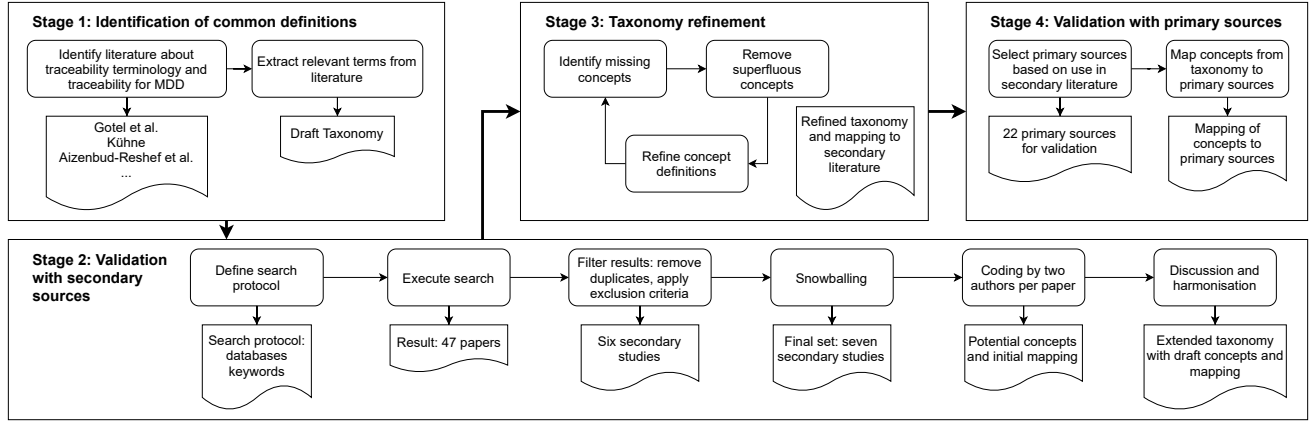 Stage 1: Identification of common definitions
Identify literature about
traceability terminology and
traceability for MDD
Extract relevant terms from
literature
Gotel et al.
Kühne
Aizenbud-Reshef et al.
...
Draft Taxonomy
Stage 3: Taxonomy refinement
Identify missing
concepts
Remove
superfluous
concepts
Refine concept
definitions
Refined taxonomy
and mapping to
secondary
literature
Stage 4: Validation with primary sources
Select primary sources
based on use in
secondary literature
Map concepts from
taxonomy to
primary sources
22 primary sources
for validation
Mapping of
concepts to
primary sources
Stage 2: Validation
with secondary
sources
Define search
protocol
Execute search
Filter results: remove
duplicates, apply
exclusion criteria
Snowballing
Coding by two
authors per paper
Discussion and
harmonisation
Search protocol:
databases
keywords
Result: 47 papers
Six secondary
studies
Final set: seven
secondary studies
Potential concepts
and initial mapping
Extended taxonomy
with draft concepts and
mapping